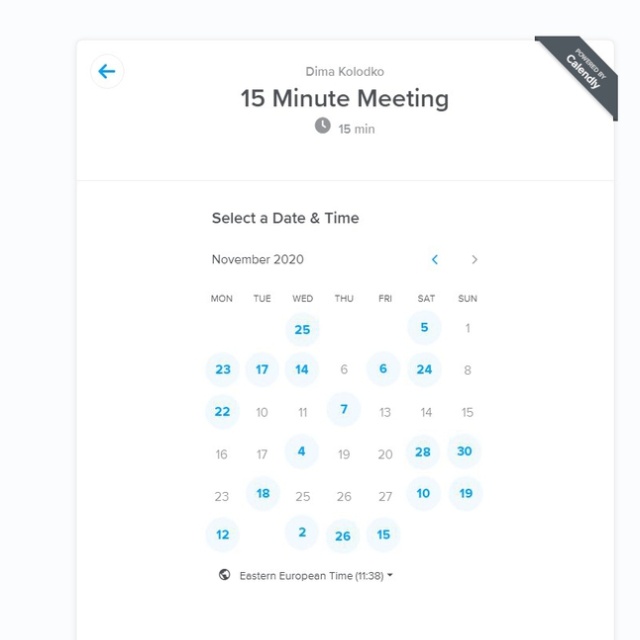 POWERED BY
Calendly
Dima Kolodko
15 Minute Meeting
15 min
Select a Date & Time
November 2020
MON TUE WED THU FRI SAT SUN
25 5 1
23 17 14 6 6 24 8
22 10 11 7 13 14 15
16 17 4 19 20 28 30
23 18 25 26 27 10 19
12 2 26 15
Eastern European Time (11:38)